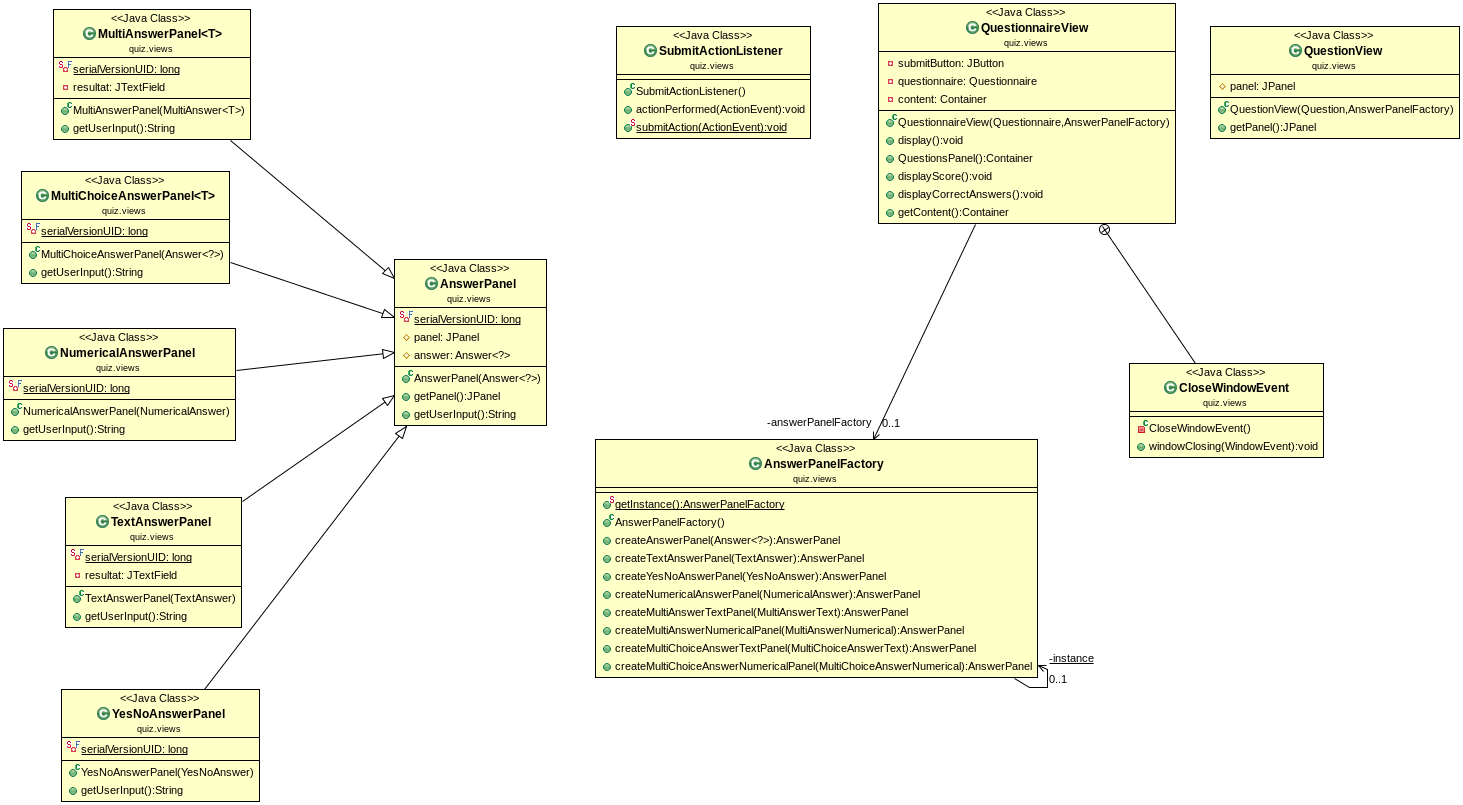 <<Java Class>>
MultiAnswerPanel<T>
quiz.views
serialVersionUID: long
resultat: JTextField
MultiAnswerPanel(MultiAnswer<T>)
getUserInput():String
<<Java Class>>
MultiChoiceAnswerPanel<T>
quiz.views
serialVersionUID: long
MultiChoiceAnswerPanel(Answer<?>)
getUserInput():String
<<Java Class>>
NumericalAnswerPanel
quiz.views
serialVersionUID: long
NumericalAnswerPanel(NumericalAnswer)
getUserInput():String
<<Java Class>>
TextAnswerPanel
quiz.views
serialVersionUID: long
resultat: JTextField
TextAnswerPanel(TextAnswer)
getUserInput():String
<<Java Class>>
YesNoAnswerPanel
quiz.views
serialVersionUID: long
YesNoAnswerPanel(YesNoAnswer)
getUserInput():String
<<Java Class>>
AnswerPanel
quiz.views
serialVersionUID: long
panel: JPanel
answer: Answer<?>
AnswerPanel(Answer<?>)
getPanel():JPanel
getUserInput():String
<<Java Class>>
SubmitActionListener
quiz.views
SubmitActionListener()
actionPerformed(ActionEvent):void
submitAction(ActionEvent):void
<<Java Class>>
QuestionnaireView
quiz.views
submitButton: JButton
questionnaire: Questionnaire
content: Container
QuestionnaireView(Questionnaire,AnswerPanelFactory)
display():void
QuestionsPanel():Container
displayScore():void
displayCorrectAnswers():void
getContent():Container
<<Java Class>>
QuestionView
quiz.views
panel: JPanel
QuestionView(Question,AnswerPanelFactory)
getPanel():JPanel
<<Java Class>>
CloseWindowEvent
quiz.views
CloseWindowEvent()
windowClosing(WindowEvent):void
-answerPanelFactory
0..1
<<Java Class>>
AnswerPanelFactory
quiz.views
getInstance():AnswerPanelFactory
AnswerPanelFactory()
createAnswerPanel(Answer<?>):AnswerPanel
createTextAnswerPanel(TextAnswer):AnswerPanel
createYesNoAnswerPanel(YesNoAnswer):AnswerPanel
createNumericalAnswerPanel(NumericalAnswer):AnswerPanel
createMultiAnswerTextPanel(MultiAnswerText):AnswerPanel
createMultiAnswerNumericalPanel(MultiAnswerNumerical):AnswerPanel
createMultiChoiceAnswerTextPanel(MultiChoiceAnswerText):AnswerPanel
createMultiChoiceAnswerNumericalPanel(MultiChoiceAnswerNumerical):AnswerPanel
-instance
0..1